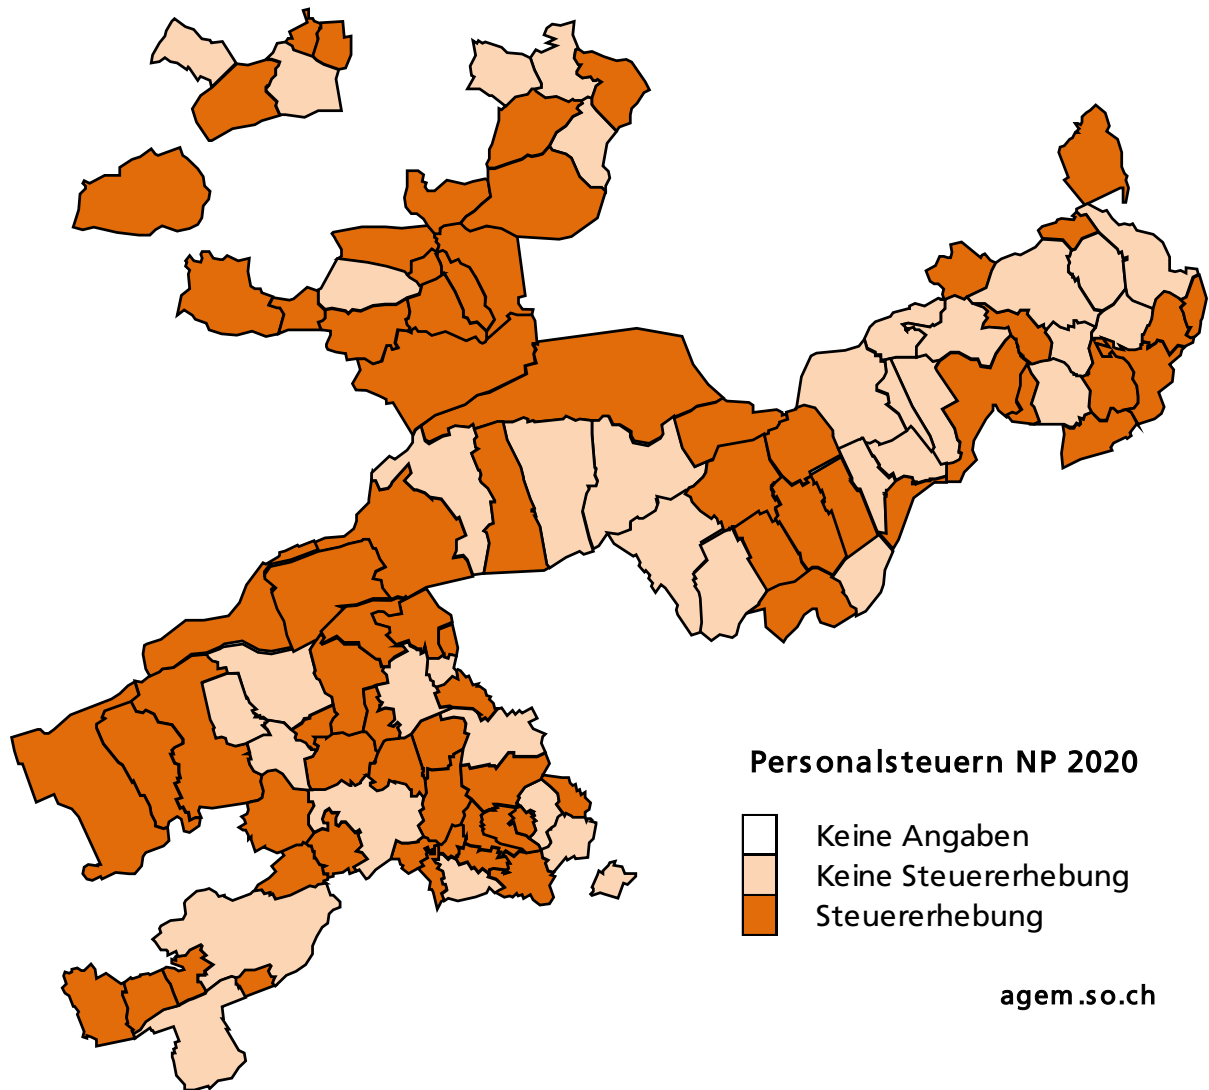 Personalsteuern NP 2020
Keine Angaben
Keine Steuererhebung
Steuererhebung
agem.so.ch